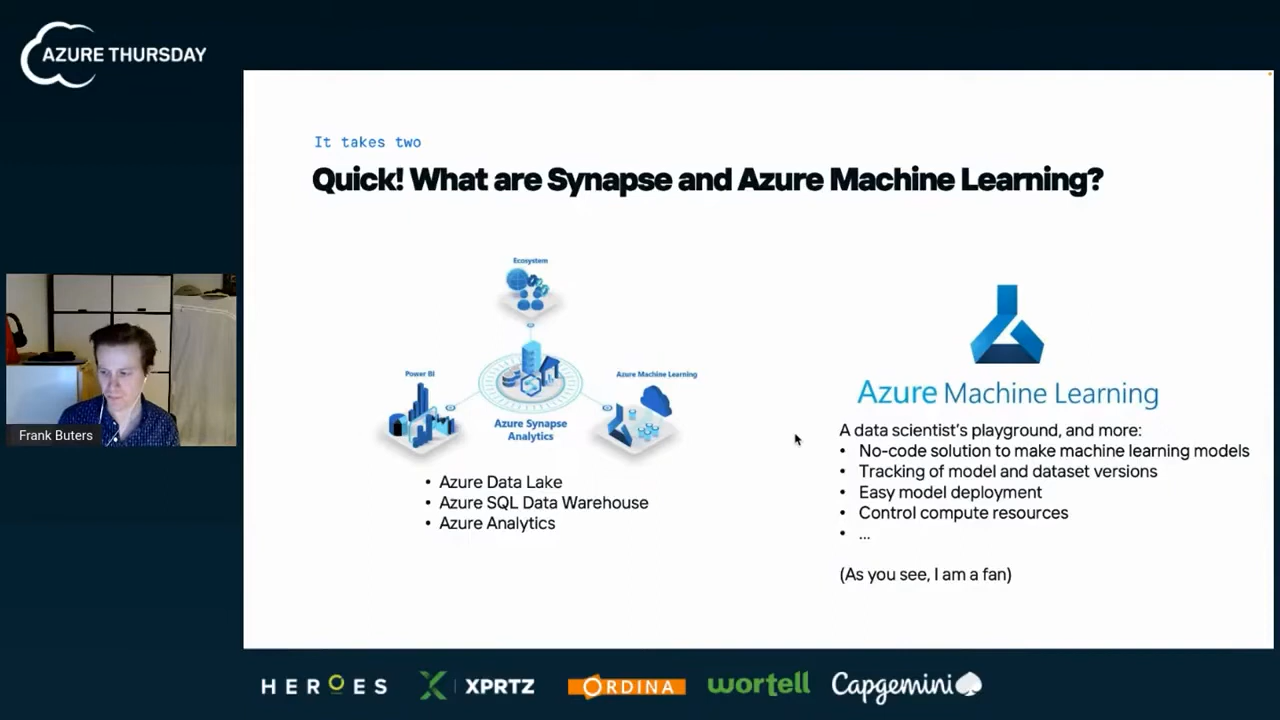 AZURE THURSDAY
It takes two
Quick! What are Synapse and Azure Machine Learning?
Ecosystem
Power BI
Azure Machine Learning
Azure Synapse
Analytics
• Azure Data Lake
• Azure SQL Data Warehouse
• Azure Analytics
Azure Machine Learning
A data scientist's playground, and more:
• No-code solution to make machine learning models
• Tracking of model and dataset versions
• Easy model deployment
• Control compute resources
• ...
(As you see, I am a fan)
Frank Buters
HEROES
XPRTZ
ORDINA
wortell
Capgemini